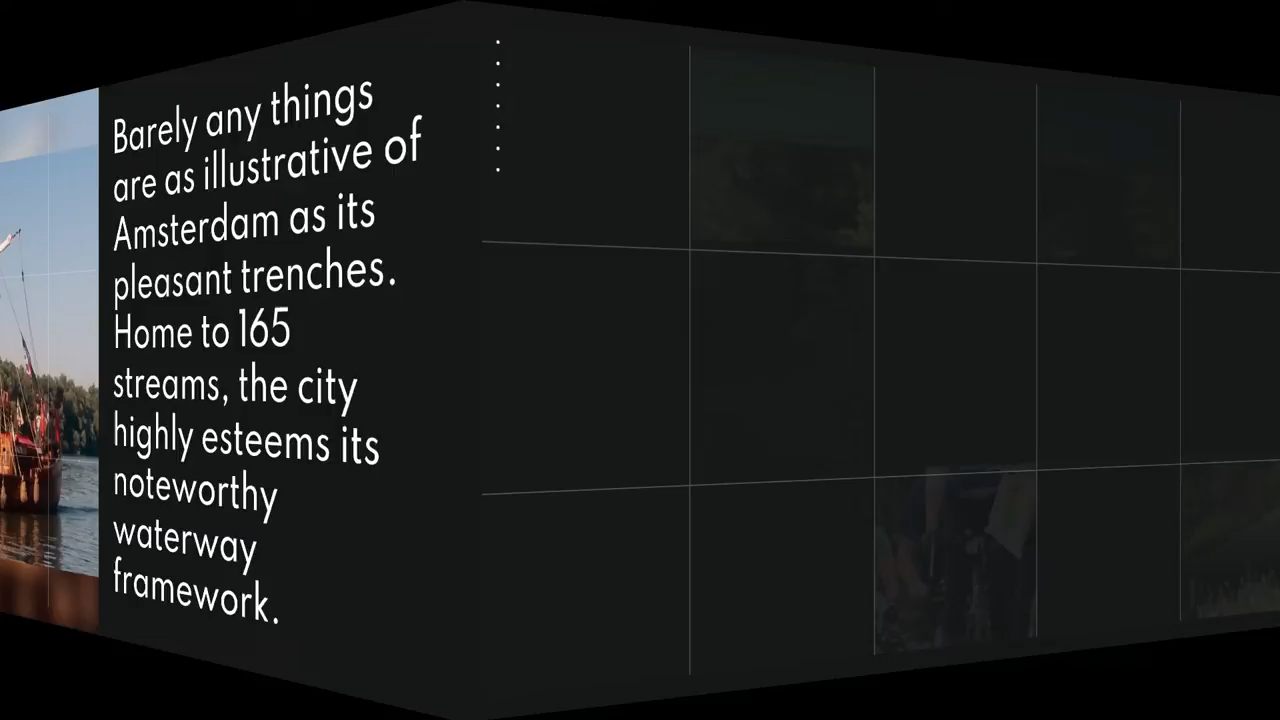 Barely any things
are as illustrative of
Amsterdam as its
pleasant trenches.
Home to 165
streams, the city
highly esteems its
noteworthy
waterway
framework.